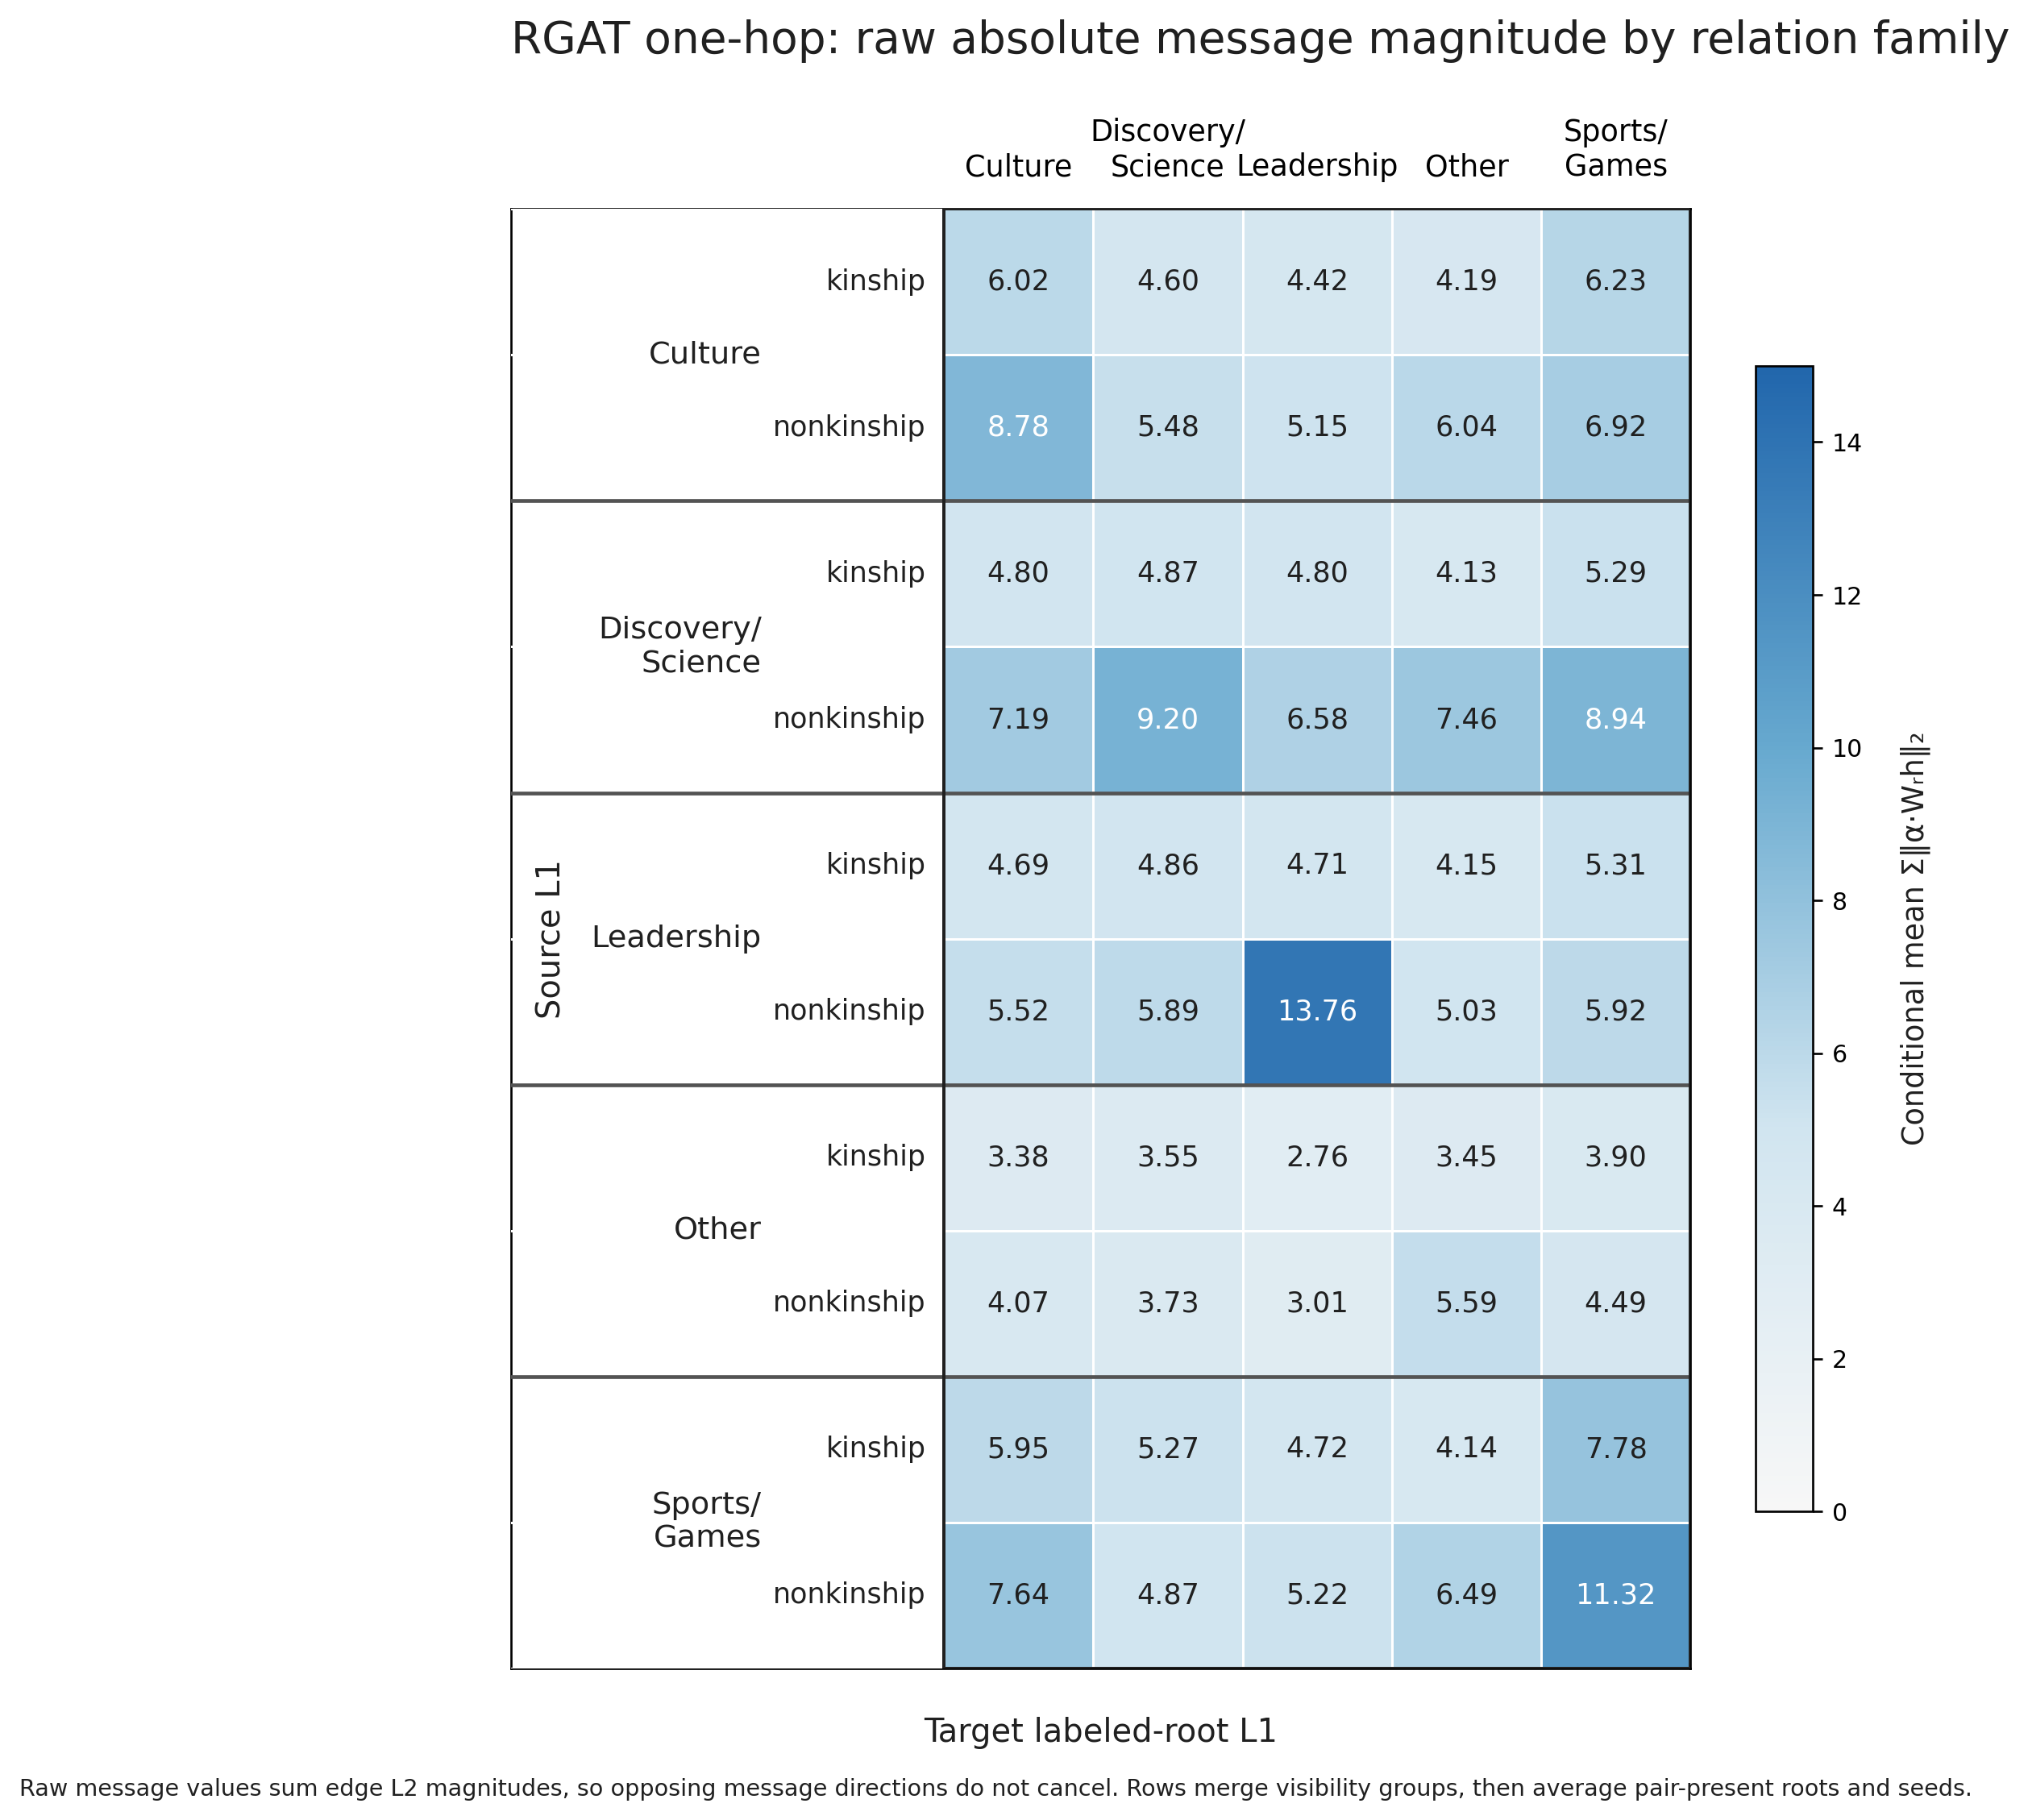 RGAT one-hop: raw absolute message magnitude by relation family
Discovery/
Sports/
Culture
Science
Leadership
Other
Games
kinship
6.02 4.60 4.42 4.19 6.23
Culture
nonkinship
8.78 5.48 5.15 6.04 6.92
kinship
4.80 4.87 4.80 4.13 5.29
Discovery/
Science
nonkinship
7.19 9.20 6.58 7.46 8.94
Source L1
kinship
4.69 4.86 4.71 4.15 5.31
Leadership
nonkinship
5.52 5.89 13.76 5.03 5.92
kinship
3.38 3.55 2.76 3.45 3.90
Other
nonkinship
4.07 3.73 3.01 5.59 4.49
kinship
5.95 5.27 4.72 4.14 7.78
Sports/
Games
nonkinship
7.64 4.87 5.22 6.49 11.32
14
12
10
8
6
4
2
0
Conditional mean Σ‖α·Wᵣh‖₂
Target labeled-root L1
Raw message values sum edge L2 magnitudes, so opposing message directions do not cancel. Rows merge visibility groups, then average pair-present roots and seeds.